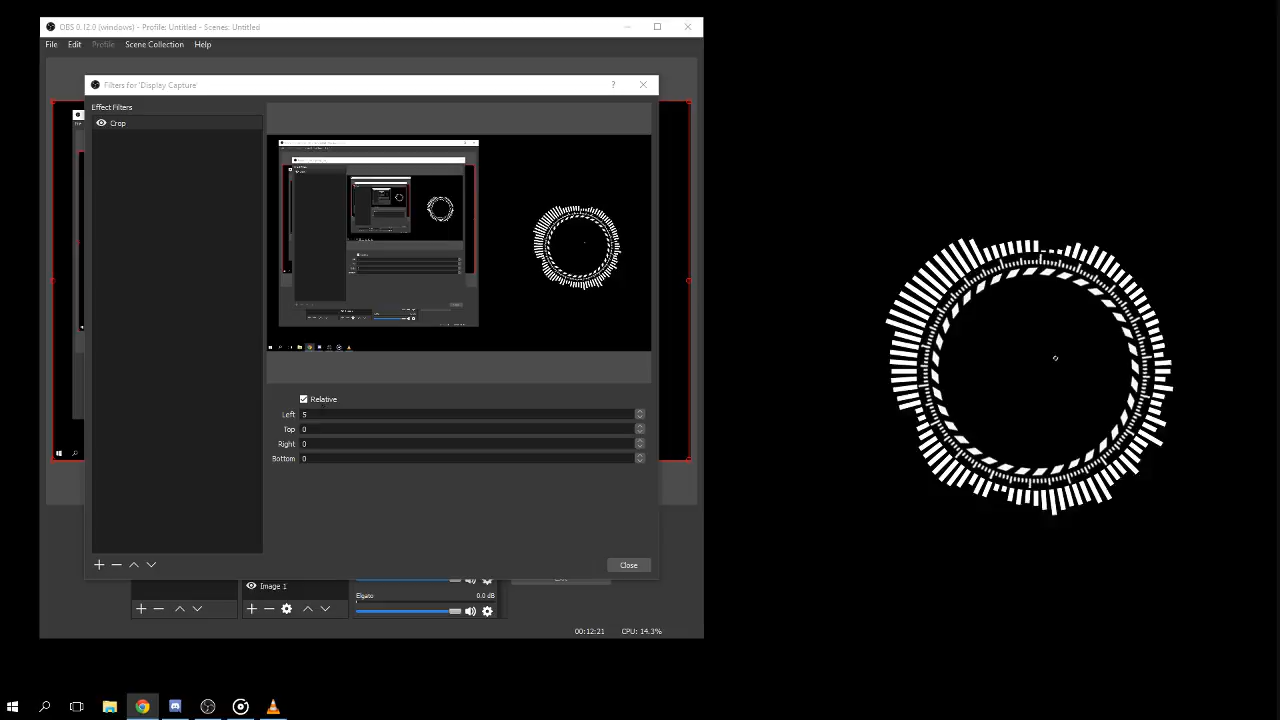 OBS 0.12.0 (windows) - Profile: Untitled - Scenes: Untitled
File Edit Profile Scene Collection Help
Filters for 'Display Capture'
Effect Filters
Crop
Relative
Left 5
Top 0
Right 0
Bottom 0
Close
Image 1
Elgato 0.0 dB
00:12:21 CPU: 14.3%